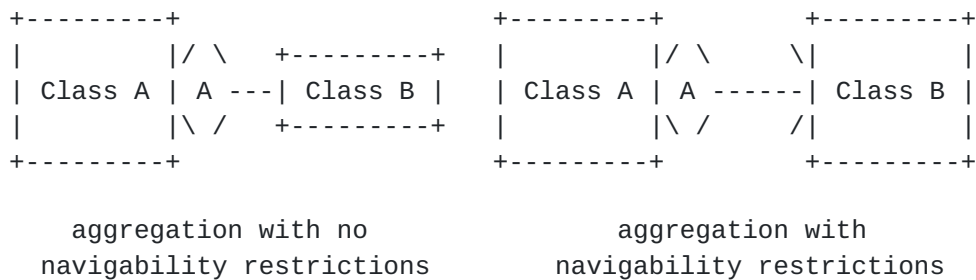 +---------+                    +---------+         +---------+
|         |/ \   +---------+   |         |/ \     \|         |
| Class A | A ---| Class B |   | Class A | A ------| Class B |
|         |\ /   +---------+   |         |\ /     /|         |
+---------+                    +---------+         +---------+
aggregation with no                    aggregation with
navigability restrictions        navigability restrictions